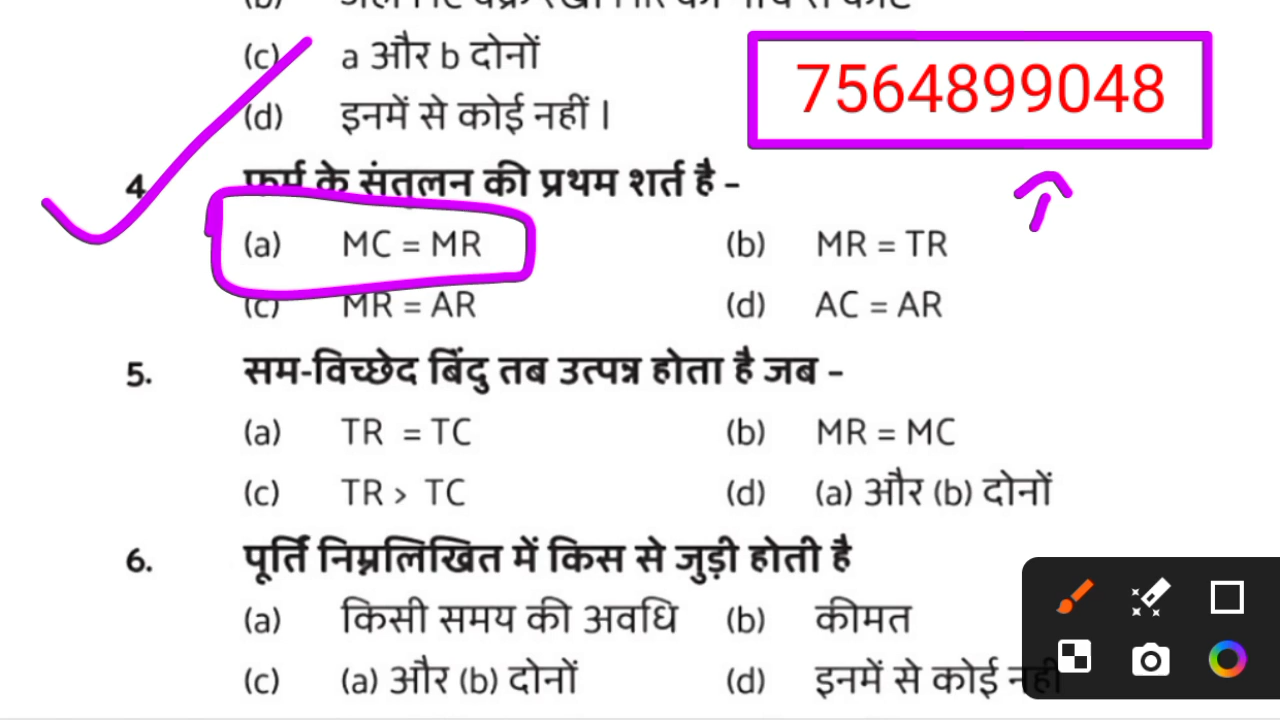 (c) a और b दोनों
7564899048
(d) इनमें से कोई नहीं।
4. फर्म के संतुलन की प्रथम शर्त है –
(a) MC = MR (b) MR = TR
(c) MR = AR (d) AC = AR
5. सम-विच्छेद बिंदु तब उत्पन्न होता है जब –
(a) TR = TC (b) MR = MC
(c) TR > TC (d) (a) और (b) दोनों
6. पूर्ति निम्नलिखित में किस से जुड़ी होती है
(a) किसी समय की अवधि (b) कीमत
(c) (a) और (b) दोनों (d) इनमें से कोई नहीं